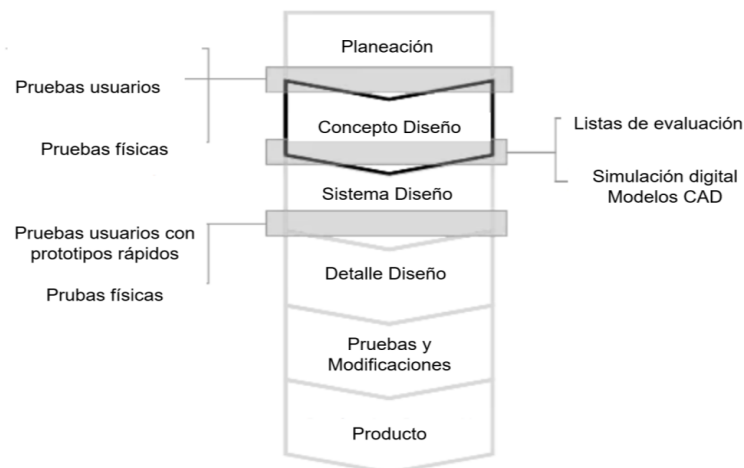 Planeación
Pruebas usuarios
Pruebas físicas
Concepto Diseño
Listas de evaluación
Simulación digital
Modelos CAD
Sistema Diseño
Pruebas usuarios con
prototipos rápidos
Prubas físicas
Detalle Diseño
Pruebas y
Modificaciones
Producto